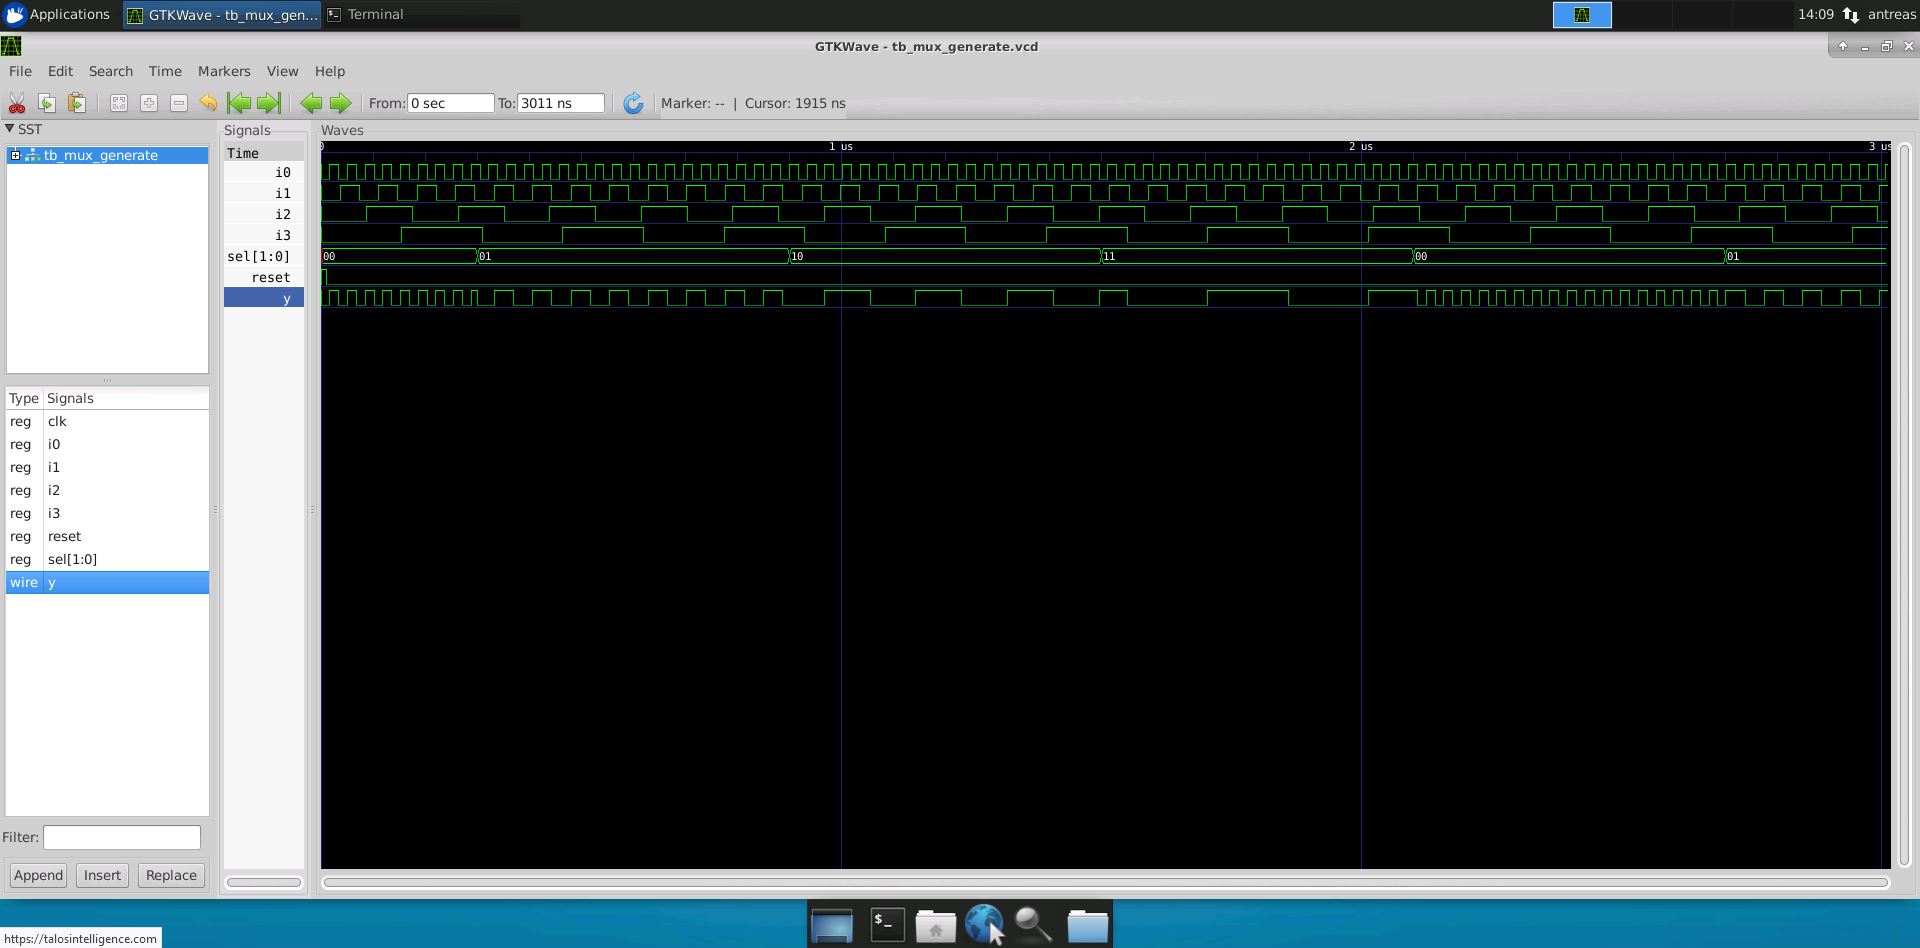 Applications GTKWave - tb_mux_gen... Terminal 14:09 antreas
GTKWave - tb_mux_generate.vcd
File Edit Search Time Markers View Help
From: 0 sec To: 3011 ns Marker: -- | Cursor: 1915 ns
SST
tb_mux_generate
Type Signals
reg clk
reg i0
reg i1
reg i2
reg i3
reg reset
reg sel[1:0]
wire y
Filter:
Append Insert Replace
Signals
Time
i0
i1
i2
i3
sel[1:0]
reset
y
Waves
0 1 us 2 us 3 us
00 01 10 11 00 01
$ >_
https://talosintelligence.com